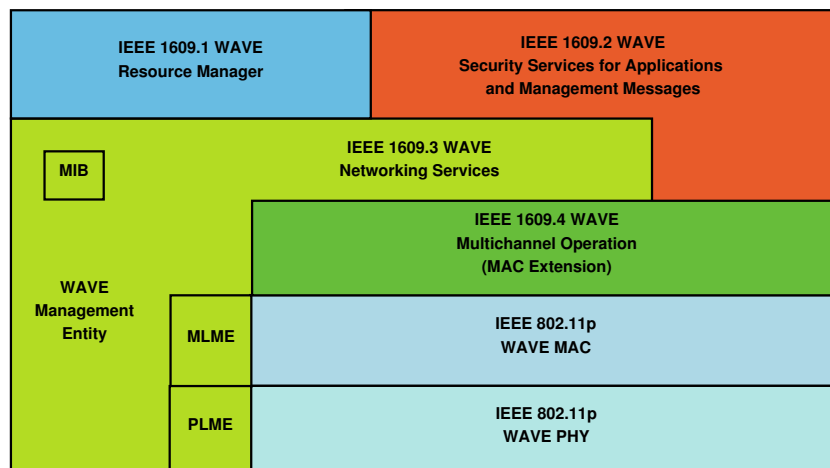 IEEE 1609.1 WAVE
Resource Manager
IEEE 1609.2 WAVE
Security Services for Applications
and Management Messages
IEEE 1609.3 WAVE
Networking Services
MIB
IEEE 1609.4 WAVE
Multichannel Operation
(MAC Extension)
WAVE
Management
Entity
MLME
IEEE 802.11p
WAVE MAC
PLME
IEEE 802.11p
WAVE PHY